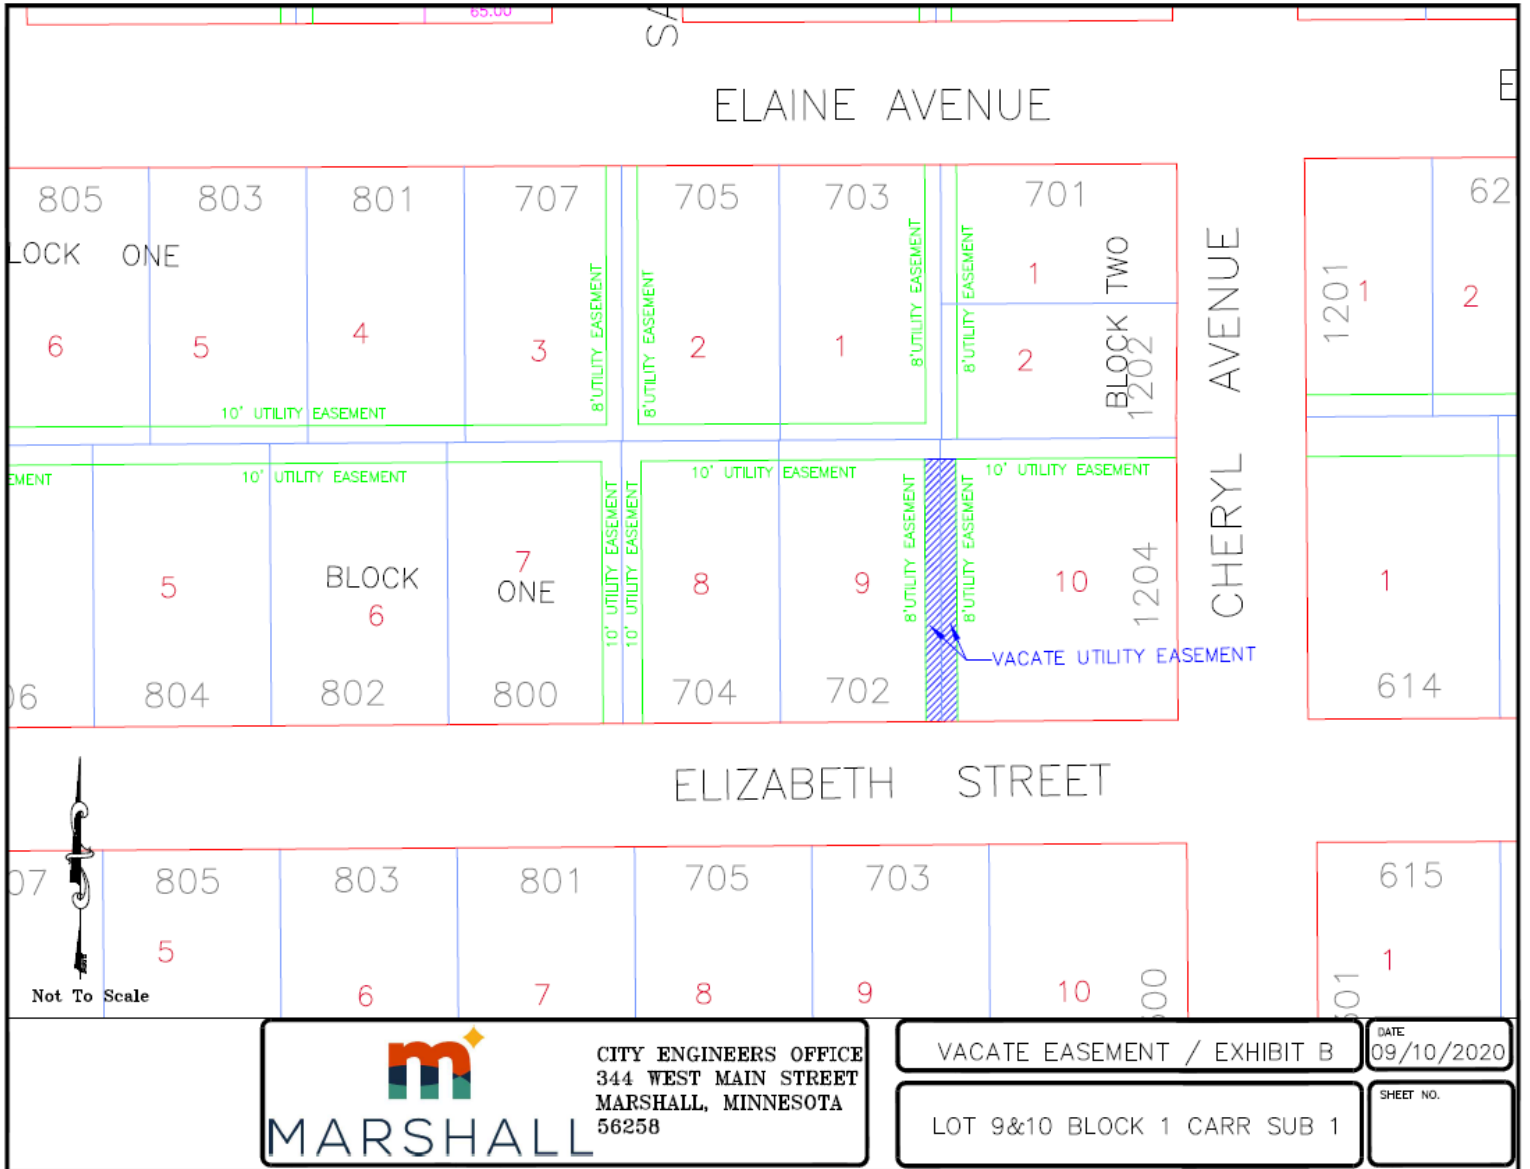 65.00
SA
ELAINE AVENUE
E
805
803
801
707
705
703
701
62
LOCK ONE
BLOCK TWO
1202
CHERYL AVENUE
1201
6
5
4
3
2
1
1
2
1
2
8'UTILITY EASEMENT
8'UTILITY EASEMENT
8'UTILITY EASEMENT
8'UTILITY EASEMENT
10' UTILITY EASEMENT
EMENT
10' UTILITY EASEMENT
10' UTILITY EASEMENT
10' UTILITY EASEMENT
10' UTILITY EASEMENT
10' UTILITY EASEMENT
8'UTILITY EASEMENT
8'UTILITY EASEMENT
5
BLOCK ONE
6
7
8
9
10
1204
1
VACATE UTILITY EASEMENT
06
804
802
800
704
702
614
ELIZABETH STREET
07
805
803
801
705
703
615
5
6
7
8
9
10
600
1
601
Not To Scale
MARSHALL
CITY ENGINEERS OFFICE
344 WEST MAIN STREET
MARSHALL, MINNESOTA
56258
VACATE EASEMENT / EXHIBIT B
DATE
09/10/2020
LOT 9&10 BLOCK 1 CARR SUB 1
SHEET NO.